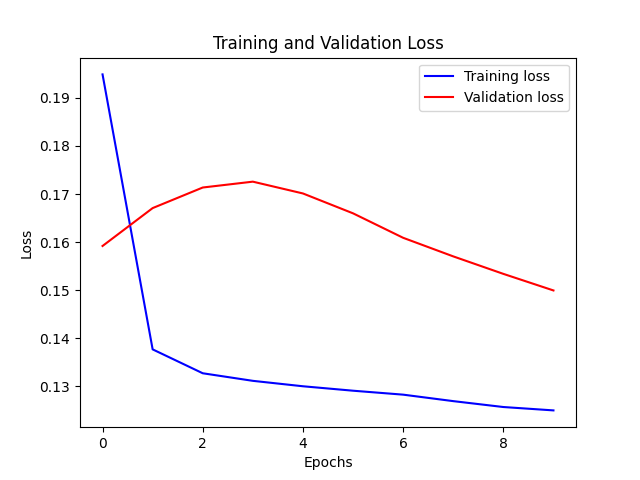 Training and Validation Loss
Training loss
Validation loss
0.19
0.18
0.17
0.16
0.15
0.14
0.13
Loss
0 2 4 6 8
Epochs